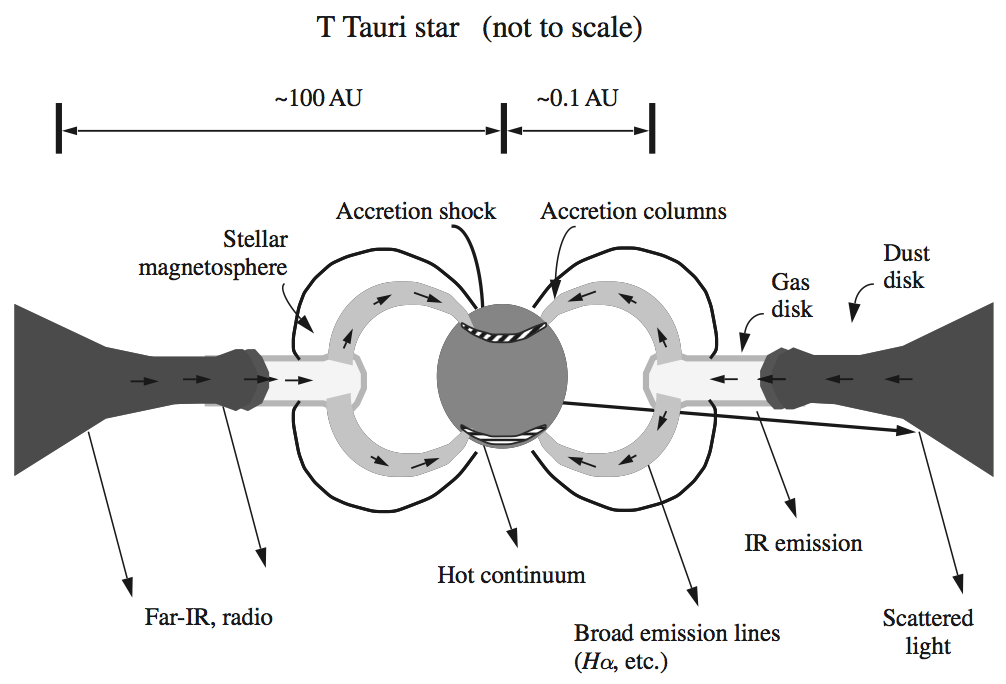 T Tauri star (not to scale)
~100 AU
~0.1 AU
Accretion shock
Accretion columns
Stellar
magnetosphere
Gas
disk
Dust
disk
IR emission
Hot continuum
Far-IR, radio
Broad emission lines
(Hα, etc.)
Scattered
light